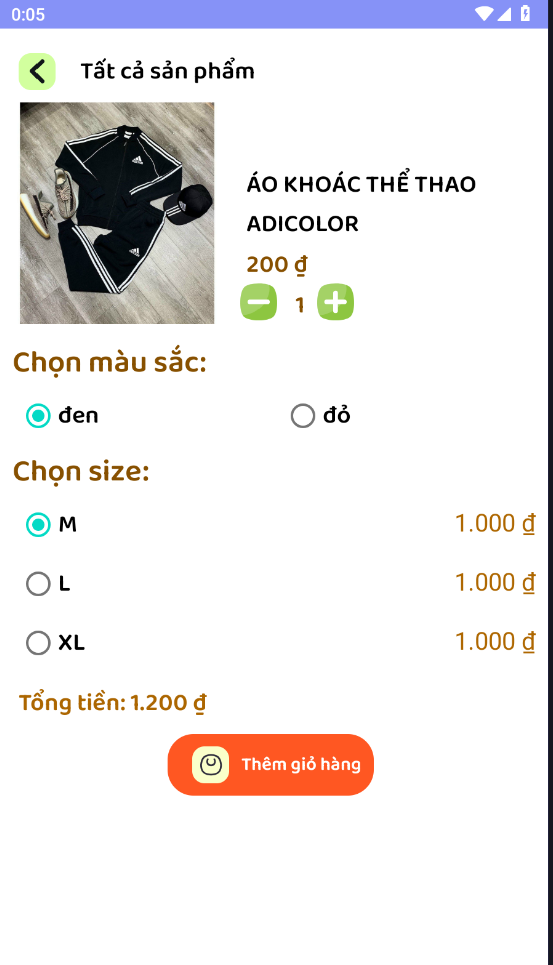 0:05
Tất cả sản phẩm
ÁO KHOÁC THỂ THAO
ADICOLOR
200 ₫
1
Chọn màu sắc:
đen đỏ
Chọn size:
M 1.000 ₫
L 1.000 ₫
XL 1.000 ₫
Tổng tiền: 1.200 ₫
Thêm giỏ hàng